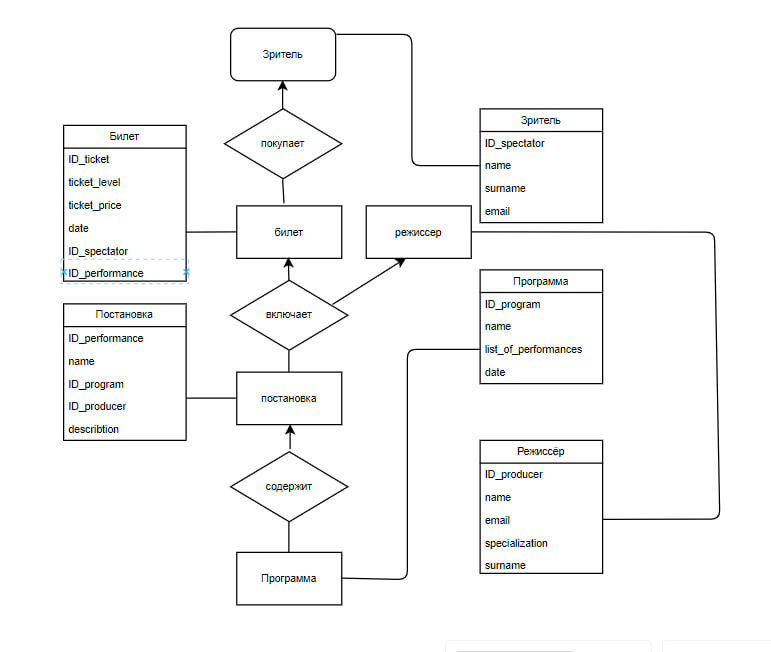 Зритель
покупает
билет
режиссер
включает
постановка
содержит
Программа
Билет
ID_ticket
ticket_level
ticket_price
date
ID_spectator
ID_performance
Постановка
ID_performance
name
ID_program
ID_producer
describtion
Зритель
ID_spectator
name
surname
email
Программа
ID_program
name
list_of_performances
date
Режиссёр
ID_producer
name
email
specialization
surname